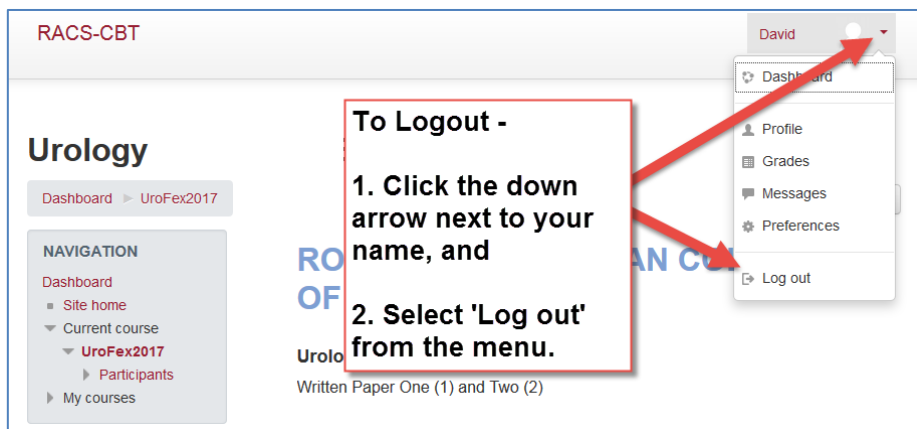 RACS-CBT
David
Dashboard
Profile
Grades
Messages
Preferences
Log out
To Logout -
1. Click the down
arrow next to your
name, and
2. Select 'Log out'
from the menu.
Urology
Dashboard ► UroFex2017
NAVIGATION
Dashboard
Site home
Current course
UroFex2017
Participants
My courses
OF
Written Paper One (1) and Two (2)